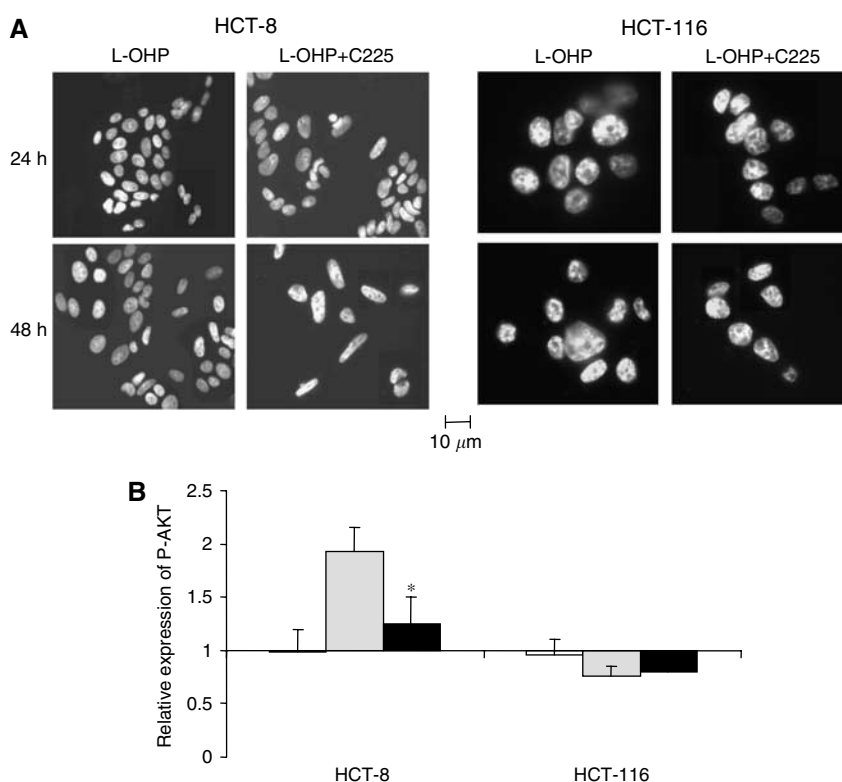 A
HCT-8 HCT-116
L-OHP L-OHP+C225 L-OHP L-OHP+C225
24 h
48 h
10 μm
B
Relative expression of P-AKT
2.5
2
1.5
1
0.5
0
*
HCT-8 HCT-116